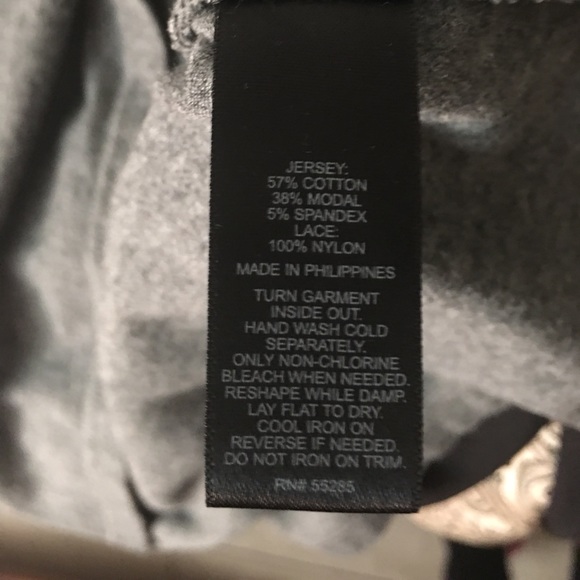 JERSEY:
57% COTTON
38% MODAL
5% SPANDEX
LACE:
100% NYLON
MADE IN PHILIPPINES
TURN GARMENT
INSIDE OUT.
HAND WASH COLD
SEPARATELY.
ONLY NON-CHLORINE
BLEACH WHEN NEEDED.
RESHAPE WHILE DAMP.
LAY FLAT TO DRY.
COOL IRON ON
REVERSE IF NEEDED.
DO NOT IRON ON TRIM.
RN# 55285